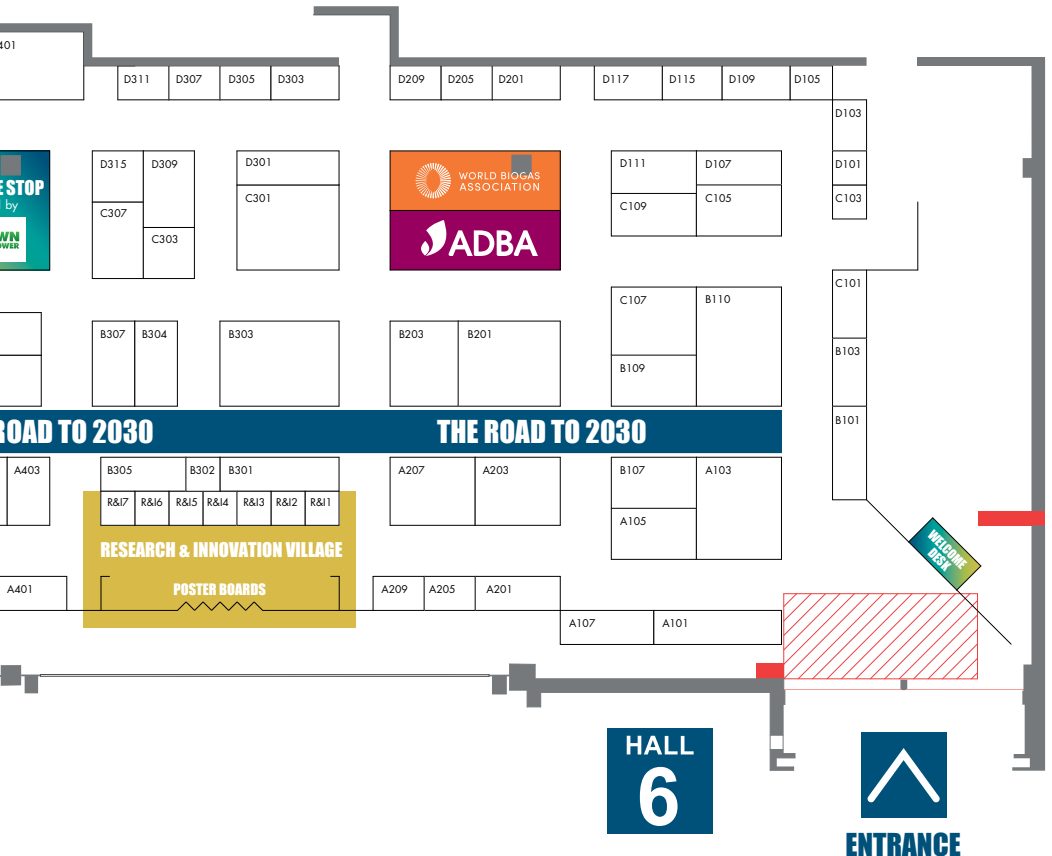 401
D311 D307 D305 D303 D209 D205 D201 D117 D115 D109 D105
D103
D315 D309 D301 WORLD BIOGAS D111 D107 D101
ASSOCIATION
STOP
by
C307 C301 C109 C105 C103
WN
OWER
C303 ADBA
C107 B110 C101
B307 B304 B303 B203 B201 B103
B109
ROAD TO 2030 THE ROAD TO 2030 B101
A403 B305 B302 B301 A207 A203 B107 A103
R&I7 R&I6 R&I5 R&I4 R&I3 R&I2 R&I1
A105
RESEARCH & INNOVATION VILLAGE
WELCOME
DESK
A401 POSTER BOARDS A209 A205 A201
A107 A101
HALL
6
ENTRANCE